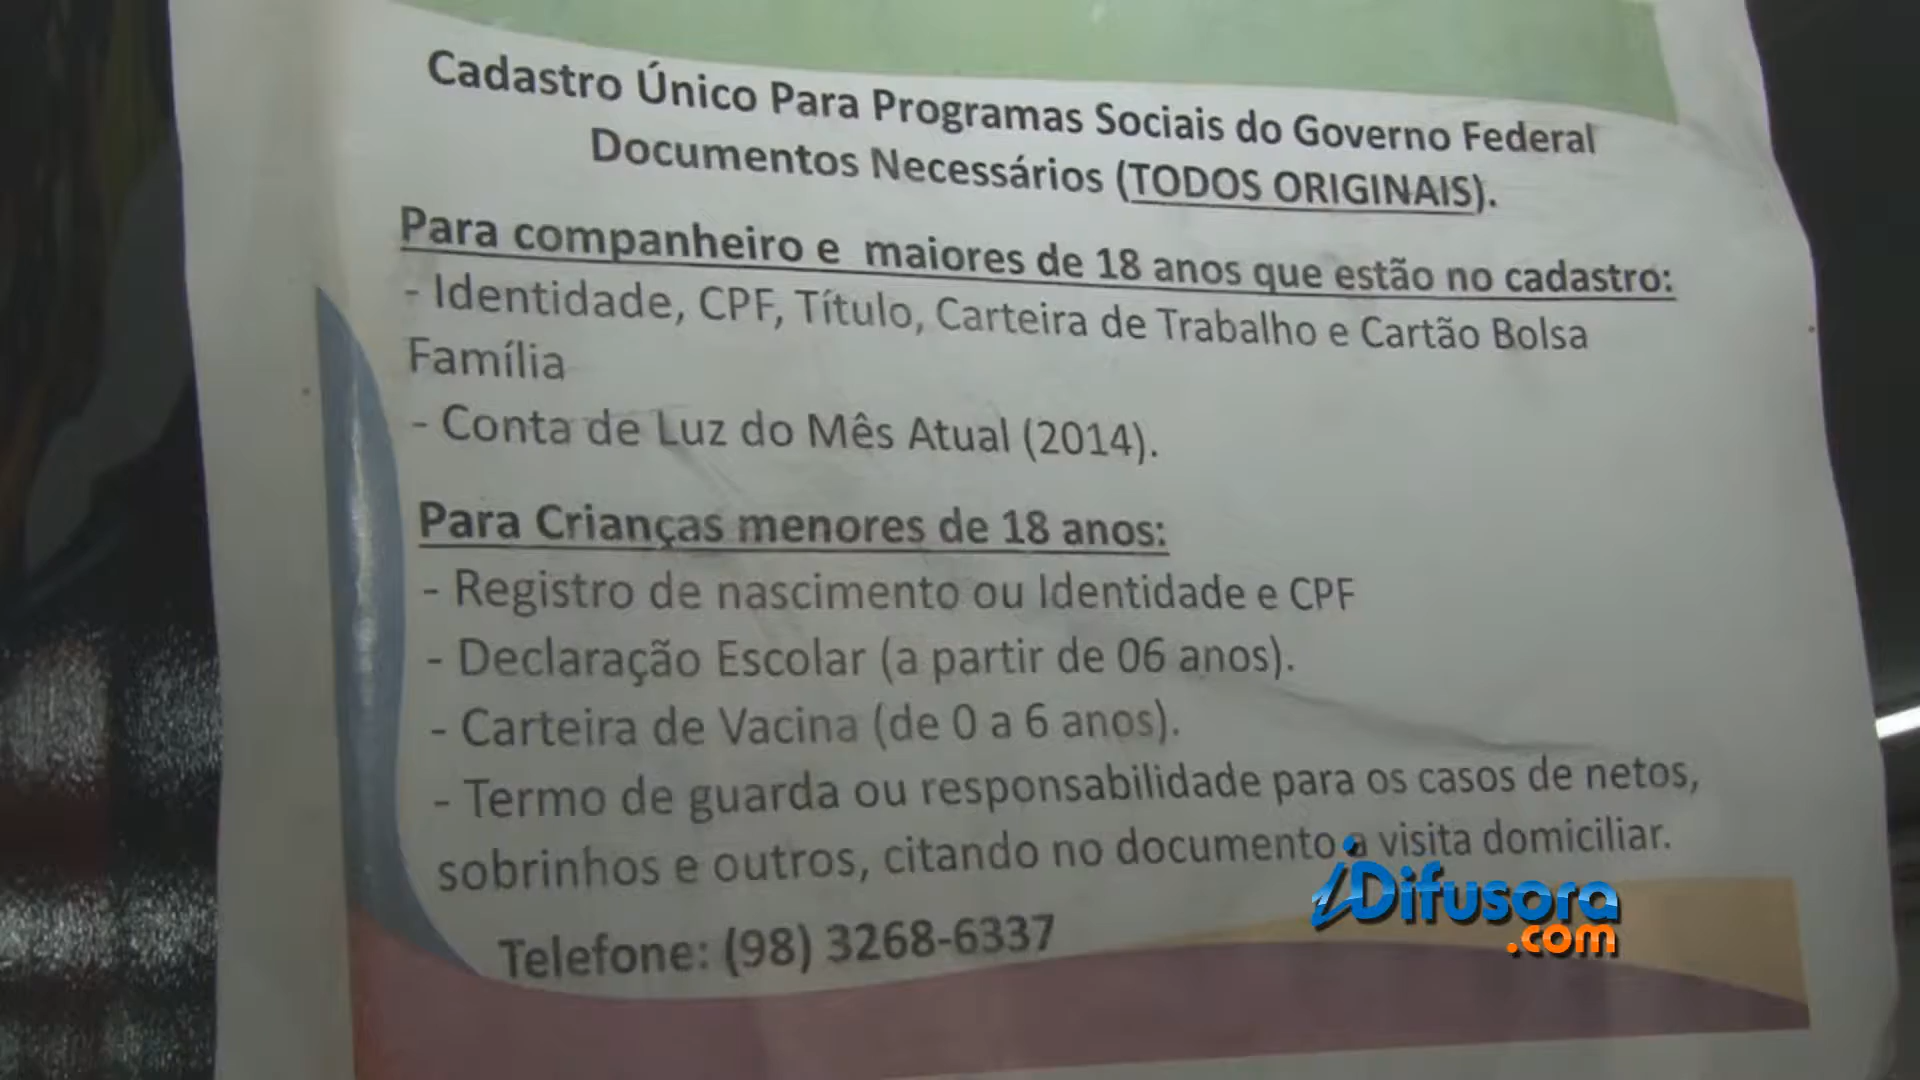 Cadastro Único Para Programas Sociais do Governo Federal
Documentos Necessários (TODOS ORIGINAIS).
Para companheiro e maiores de 18 anos que estão no cadastro:
- Identidade, CPF, Título, Carteira de Trabalho e Cartão Bolsa
Família
- Conta de Luz do Mês Atual (2014).
Para Crianças menores de 18 anos:
- Registro de nascimento ou Identidade e CPF
- Declaração Escolar (a partir de 06 anos).
- Carteira de Vacina (de 0 a 6 anos).
- Termo de guarda ou responsabilidade para os casos de netos,
sobrinhos e outros, citando no documento a visita domiciliar.
Telefone: (98) 3268-6337
iDifusora
.com